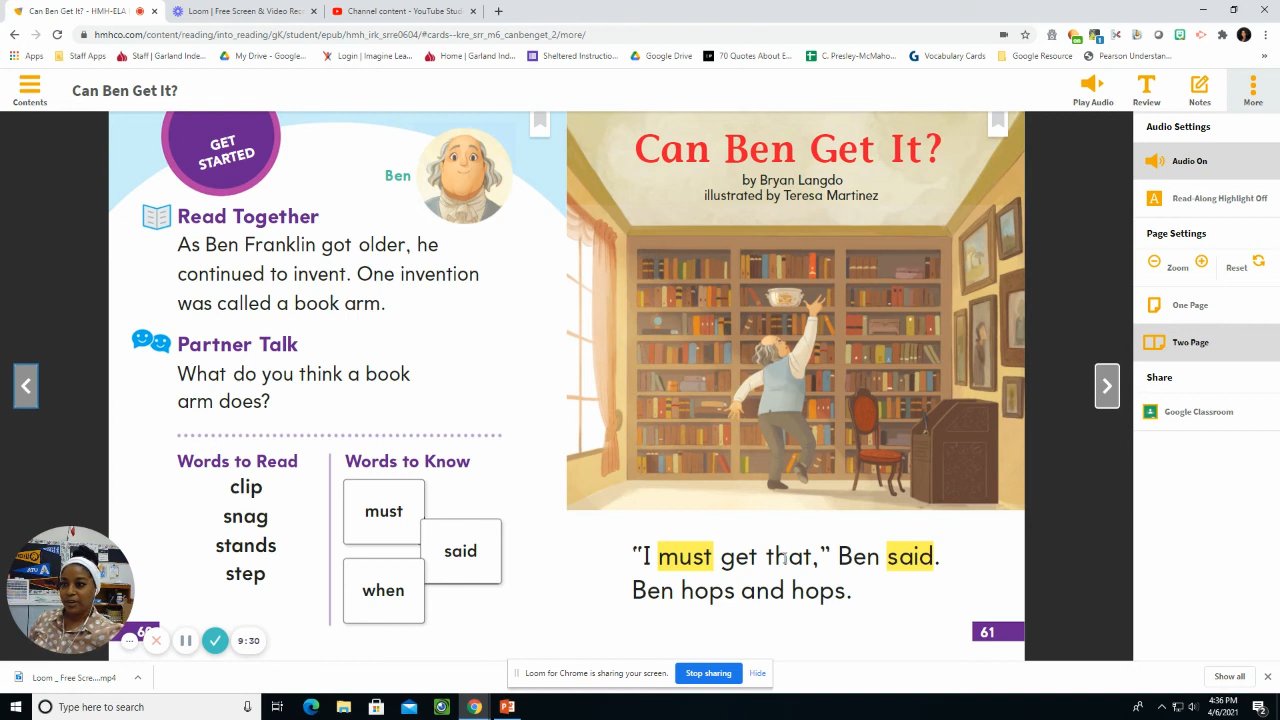 Can Ben Get It? - HMH-ELA
Loom | Free Screen & Video Rec
Channel content - YouTube Stud
hmhco.com/content/reading/into_reading/gK/student/epub/hmh_irk_srre0604/#cards--kre_srr_m6_canbenget_2/more/
Apps
Staff | Garland Inde...
My Drive - Google...
Login | Imagine | Pa...
Home | Garland Ind...
Sheltered Instructio...
Google Drive
70 Quotes About E...
C. Presley-McMaho...
Vocabulary Cards
Google Resource
Pearson Understan...
»
Contents
Can Ben Get It?
Play Audio
Review
Notes
More
GET
STARTED
Ben
Read Together
As Ben Franklin got older, he
continued to invent. One invention
was called a book arm.
Partner Talk
What do you think a book
arm does?
Words to Read
clip
snag
stands
step
Words to Know
must
said
when
Can Ben Get It?
by Bryan Langdo
illustrated by Teresa Martinez
“I must get that,” Ben said.
Ben hops and hops.
61
Audio Settings
Audio On
Read-Along Highlight Off
Page Settings
Zoom
Reset
One Page
Two Page
Share
Google Classroom
9:30
Loom _ Free Scre....mp4
Loom for Chrome is sharing your screen.
Stop sharing
Hide
Show all
Type here to search
4:36 PM
4/6/2021